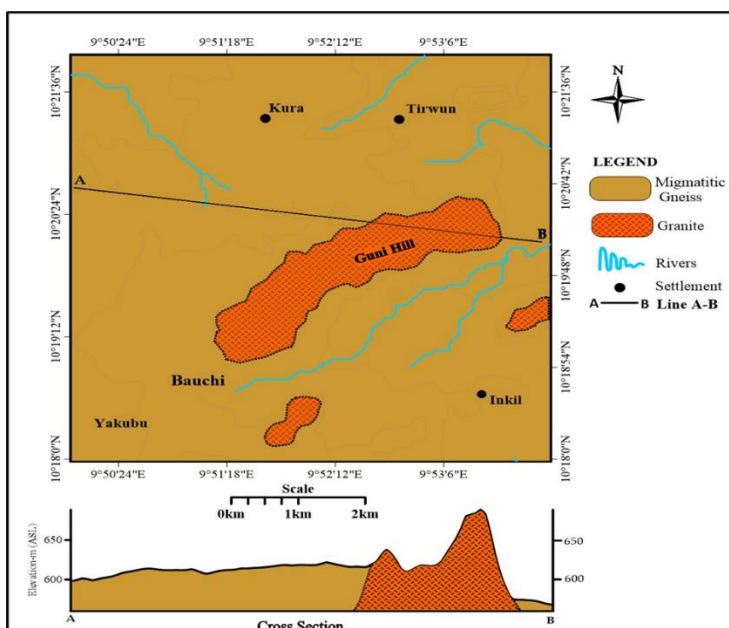 9°50'24"E 9°51'18"E 9°52'12"E 9°53'6"E
10°21'36"N
10°21'36"N
N
Kura
Tirwun
LEGEND
Migmatitic
Gneiss
A
10°20'24"N
10°20'42"N
Granite
B
Guni Hill
Rivers
10°19'48"N
Settlement
A B Line A-B
10°19'12"N
10°18'54"N
Bauchi
Inkil
Yakubu
10°18'0"N
10°18'0"N
9°50'24"E 9°51'18"E 9°52'12"E 9°53'6"E
Scale
0km 1km 2km
Elevation-m (ASL)
650 650
600 600
A B
Cross Section